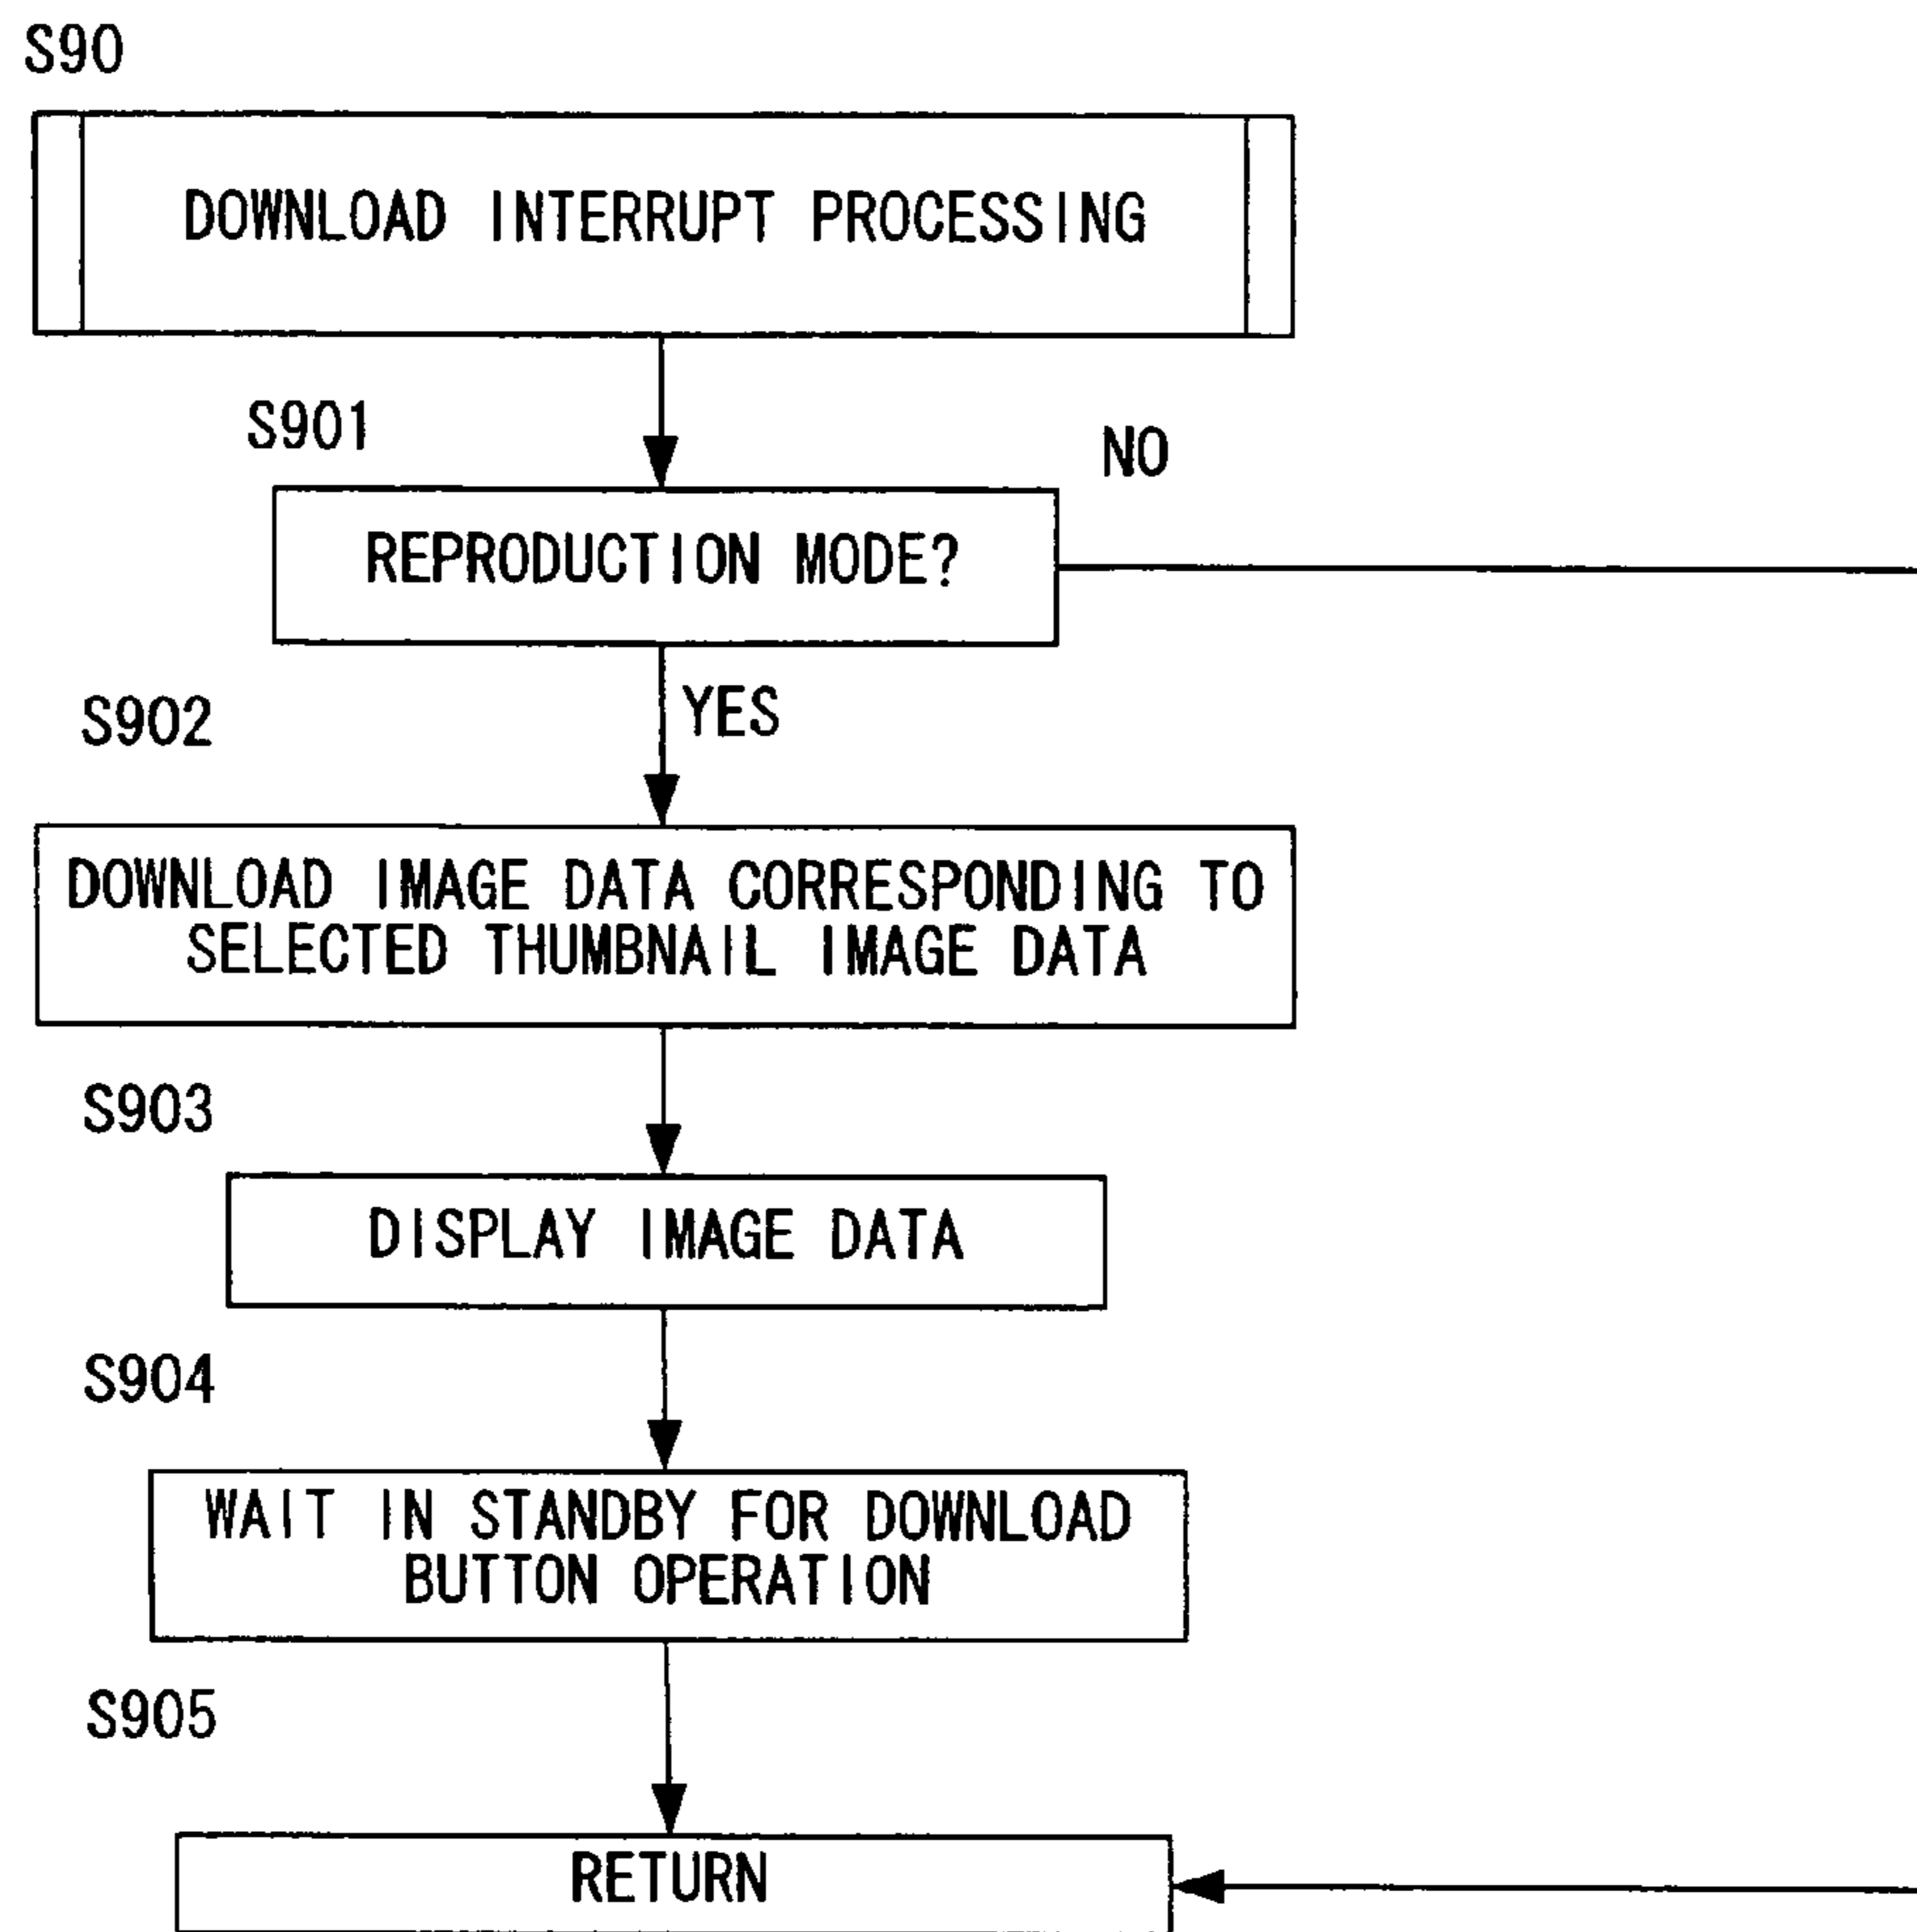 S90
DOWNLOAD INTERRUPT PROCESSING
S901
NO
REPRODUCTION MODE?
S902
YES
DOWNLOAD IMAGE DATA CORRESPONDING TO
SELECTED THUMBNAIL IMAGE DATA
S903
DISPLAY IMAGE DATA
S904
WAIT IN STANDBY FOR DOWNLOAD
BUTTON OPERATION
S905
RETURN